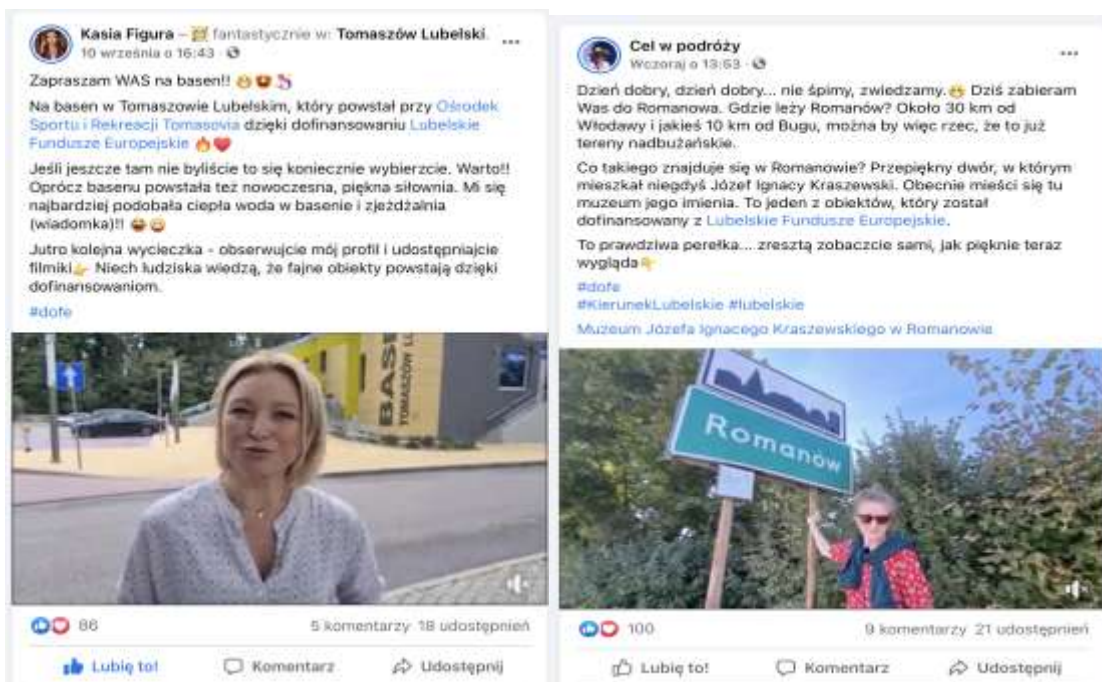 Kasia Figura – fantastycznie w: Tomaszów Lubelski.
10 września o 16:43
Zapraszam WAS na basen!!
Na basen w Tomaszowie Lubelskim, który powstał przy Ośrodek
Sportu i Rekreacji Tomasovia dzięki dofinansowaniu Lubelskie
Fundusze Europejskie
Jeśli jeszcze tam nie byliście to się koniecznie wybierzcie. Warto!!
Oprócz basenu powstała też nowoczesna, piękna siłownia. Mi się
najbardziej podobała ciepła woda w basenie i zjeżdżalnia
(wiadomka)!!
Jutro kolejna wycieczka - obserwujcie mój profil i udostępniajcie
filmiki Niech ludziska wiedzą, że fajne obiekty powstają dzięki
dofinansowaniom.
#dofe
BASE
TOMASZÓW LU
86
5 komentarzy 18 udostępnień
Lubię to!
Komentarz
Udostępnij
Cel w podróży
Wczoraj o 13:53
Dzień dobry, dzień dobry... nie śpimy, zwiedzamy. Dziś zabieram
Was do Romanowa. Gdzie leży Romanów? Około 30 km od
Włodawy i jakieś 10 km od Bugu, można by więc rzec, że to już
tereny nadbużańskie.
Co takiego znajduje się w Romanowie? Przepiękny dwór, w którym
mieszkał niegdyś Józef Ignacy Kraszewski. Obecnie mieści się tu
muzeum jego imienia. To jeden z obiektów, który został
dofinansowany z Lubelskie Fundusze Europejskie.
To prawdziwa perełka... zresztą zobaczcie sami, jak pięknie teraz
wygląda
#dofe
#KierunekLubelskie #lubelskie
Muzeum Józefa Ignacego Kraszewskiego w Romanowie
Romanów
100
9 komentarzy 21 udostępnień
Lubię to!
Komentarz
Udostępnij